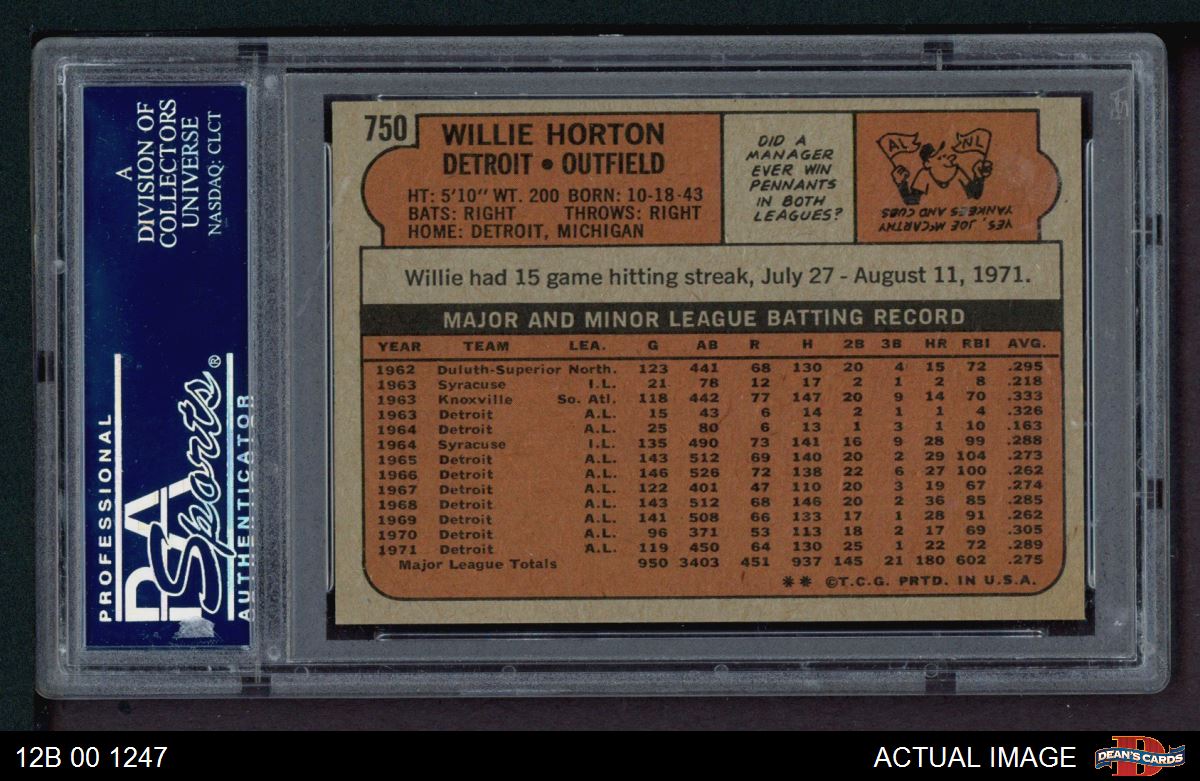 A
DIVISION OF
COLLECTORS
UNIVERSE
NASDAQ: CLCT
PROFESSIONAL
PSA
Sports®
AUTHENTICATOR
750
WILLIE HORTON
DETROIT • OUTFIELD
HT: 5'10" WT. 200 BORN: 10-18-43
BATS: RIGHT THROWS: RIGHT
HOME: DETROIT, MICHIGAN
DID A
MANAGER
EVER WIN
PENNANTS
IN BOTH
LEAGUES?
AL NL
YES, JOE McCARTHY
YANKEES AND CUBS
Willie had 15 game hitting streak, July 27 - August 11, 1971.
MAJOR AND MINOR LEAGUE BATTING RECORD
YEAR TEAM LEA. G AB R H 2B 3B HR RBI AVG.
1962 Duluth-Superior North. 123 441 68 130 20 4 15 72 .295
1963 Syracuse I.L. 21 78 12 17 2 1 2 8 .218
1963 Knoxville So. Atl. 118 442 77 147 20 9 14 70 .333
1963 Detroit A.L. 15 43 6 14 2 1 1 4 .326
1964 Detroit A.L. 25 80 6 13 1 3 1 10 .163
1964 Syracuse I.L. 135 490 73 141 16 9 28 99 .288
1965 Detroit A.L. 143 512 69 140 20 2 29 104 .273
1966 Detroit A.L. 146 526 72 138 22 6 27 100 .262
1967 Detroit A.L. 122 401 47 110 20 3 19 67 .274
1968 Detroit A.L. 143 512 68 146 20 2 36 85 .285
1969 Detroit A.L. 141 508 66 133 17 1 28 91 .262
1970 Detroit A.L. 96 371 53 113 18 2 17 69 .305
1971 Detroit A.L. 119 450 64 130 25 1 22 72 .289
Major League Totals 950 3403 451 937 145 21 180 602 .275
** ©T.C.G. PRTD. IN U.S.A.
12B 00 1247
ACTUAL IMAGE
D
DEAN'S CARDS